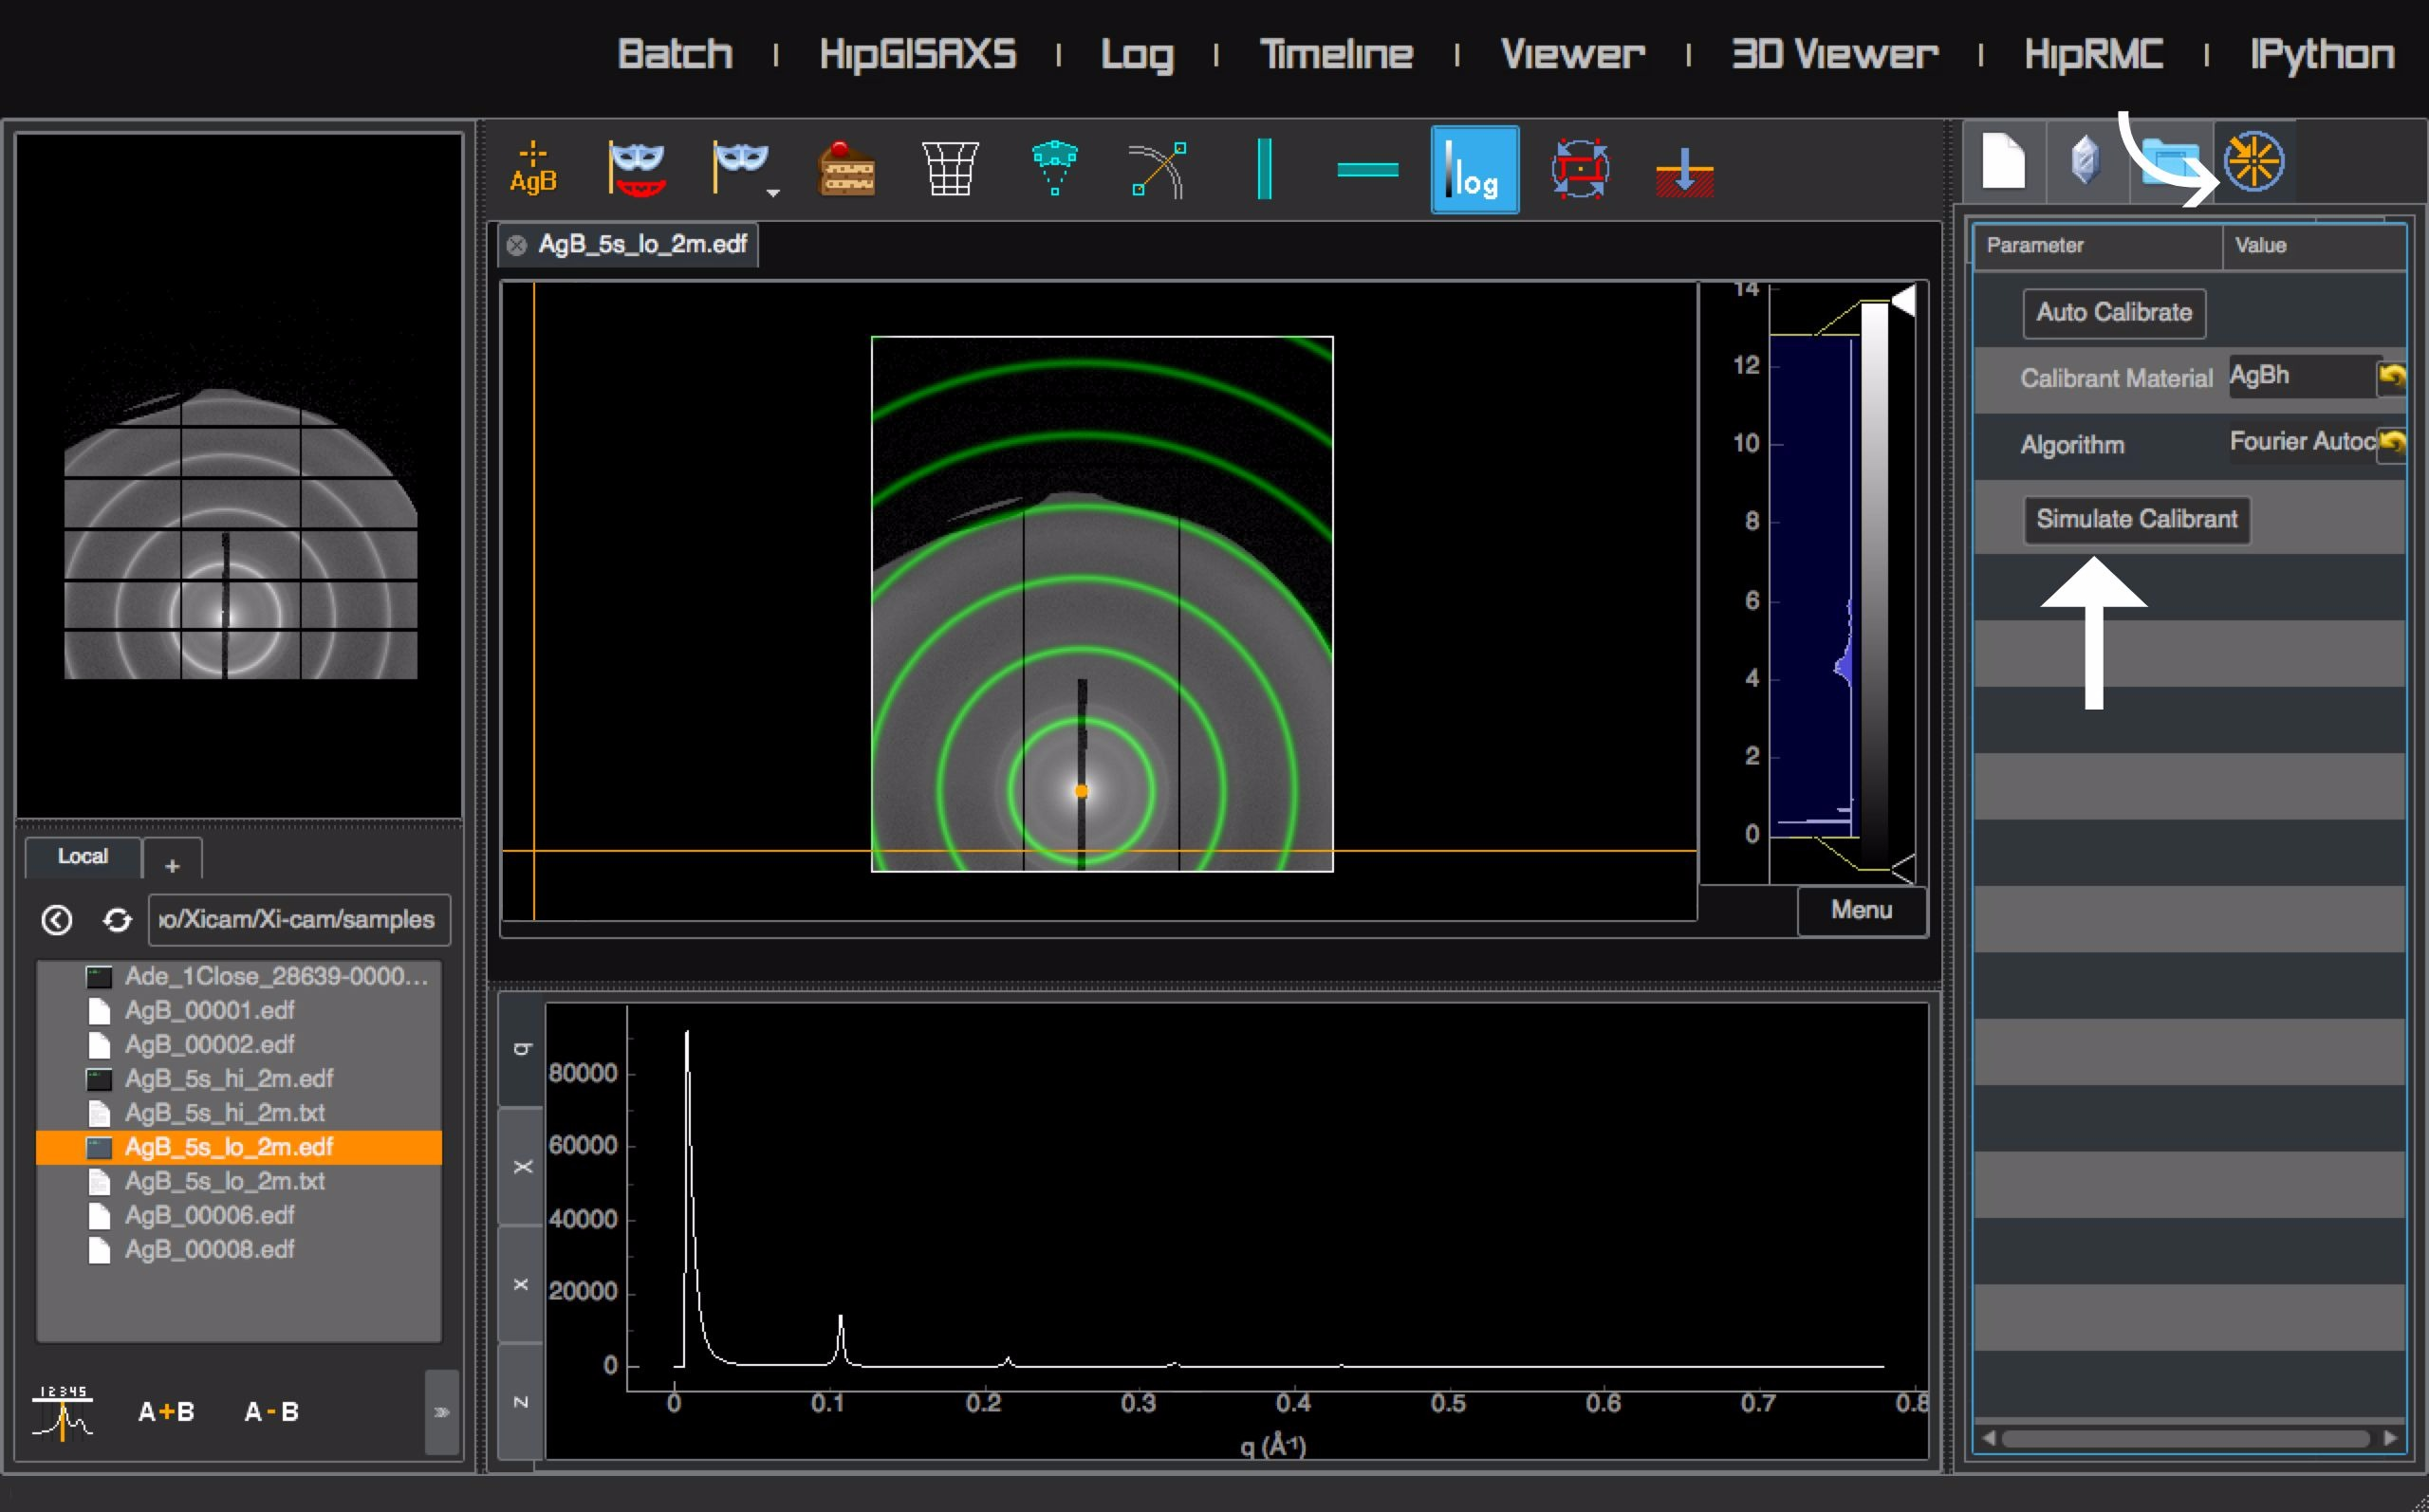 Batch | HipGISAXS | Log | Timeline | Viewer | 3D Viewer | HipRMC | IPython
AgB
log
AgB_5s_lo_2m.edf
14
12
10
8
6
4
2
0
Menu
Parameter Value
Auto Calibrate
Calibrant Material AgBh
Algorithm Fourier Autoc
Simulate Calibrant
Local +
oo/Xicam/Xi-cam/samples
Ade_1Close_28639-0000...
AgB_00001.edf
AgB_00002.edf
AgB_5s_hi_2m.edf
AgB_5s_hi_2m.txt
AgB_5s_lo_2m.edf
AgB_5s_lo_2m.txt
AgB_00006.edf
AgB_00008.edf
12345
A+B A-B
q
X
x
z
80000
60000
40000
20000
0
0 0.1 0.2 0.3 0.4 0.5 0.6 0.7 0.8
q (Å-¹)